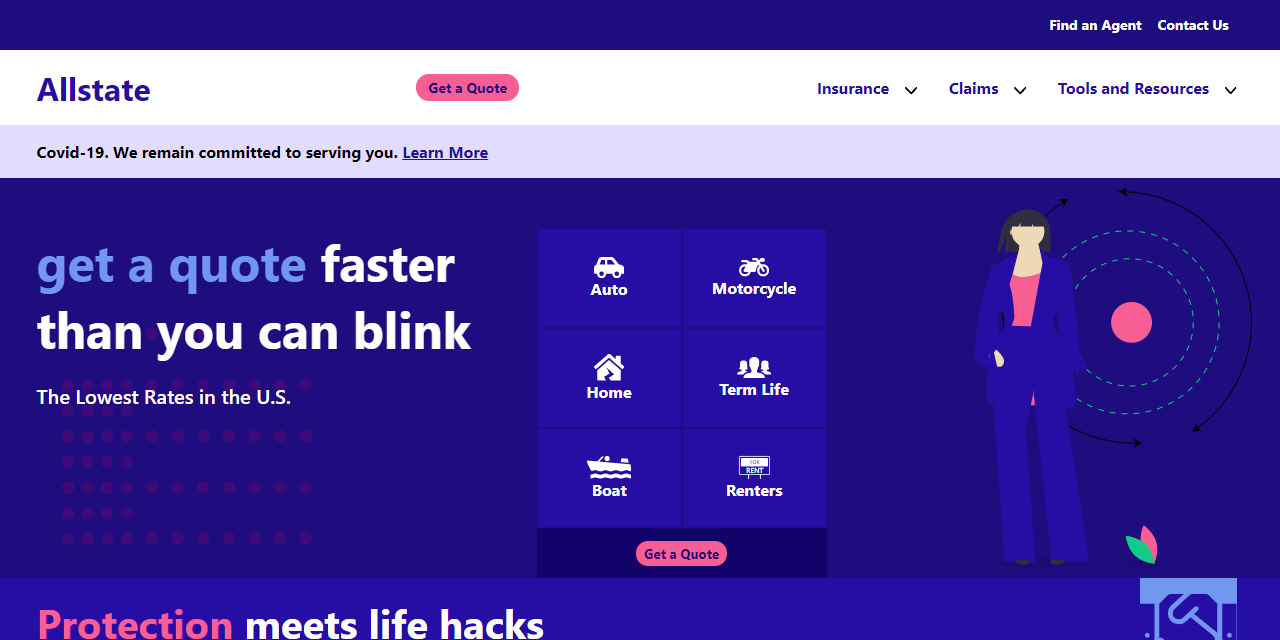 Find an Agent Contact Us
Allstate
Get a Quote
Insurance
Claims
Tools and Resources
Covid-19. We remain committed to serving you. Learn More
get a quote faster
than you can blink
The Lowest Rates in the U.S.
Auto
Motorcycle
Home
Term Life
Boat
FOR
RENT
Renters
Get a Quote
Protection meets life hacks